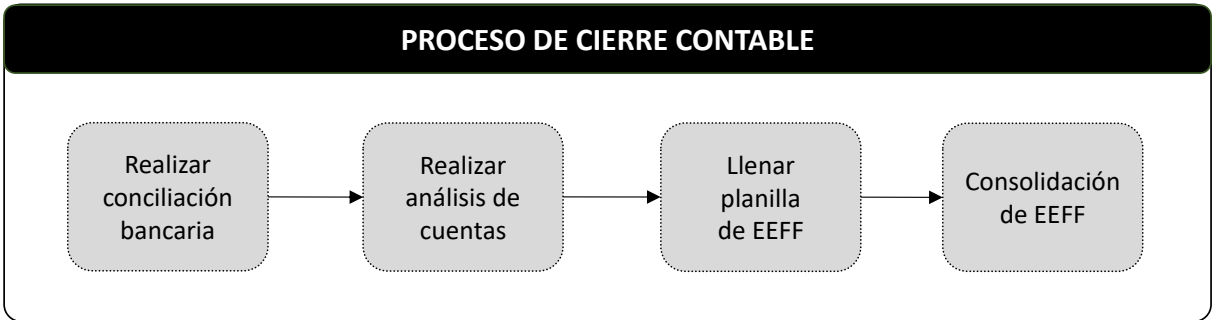 PROCESO DE CIERRE CONTABLE
Realizar
conciliación
bancaria
Realizar
análisis de
cuentas
Llenar
planilla
de EEFF
Consolidación
de EEFF